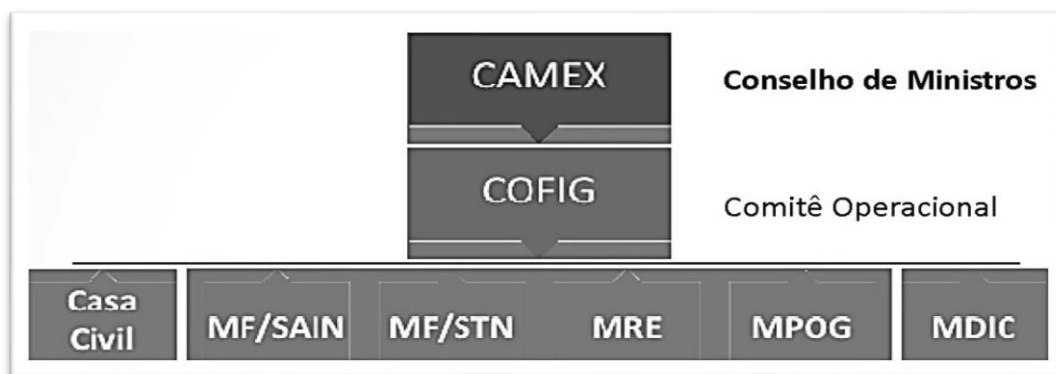 CAMEX
Conselho de Ministros
COFIG
Comitê Operacional
Casa
Civil
MF/SAIN
MF/STN
MRE
MPOG
MDIC